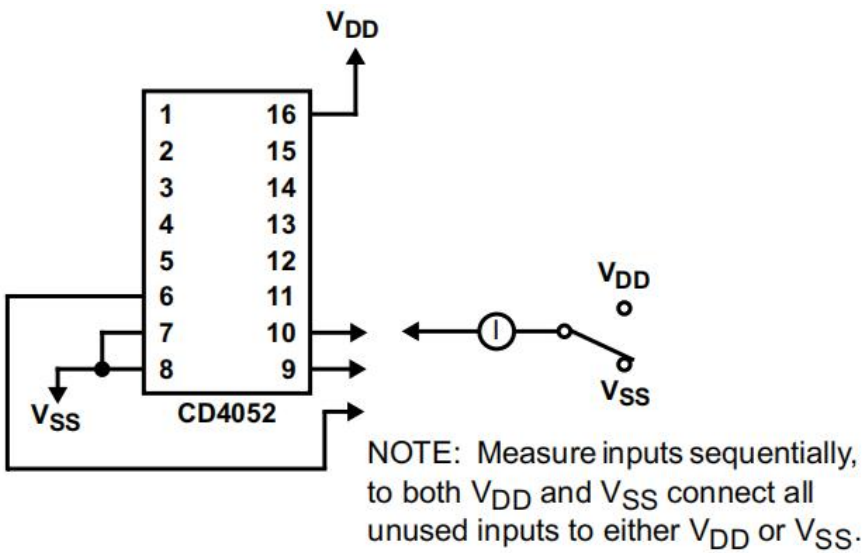 VDD
1 16
2 15
3 14
4 13
5 12
6 11
7 10
8 9
VSS
CD4052
I
VDD
VSS
NOTE: Measure inputs sequentially,
to both VDD and VSS connect all
unused inputs to either VDD or VSS.